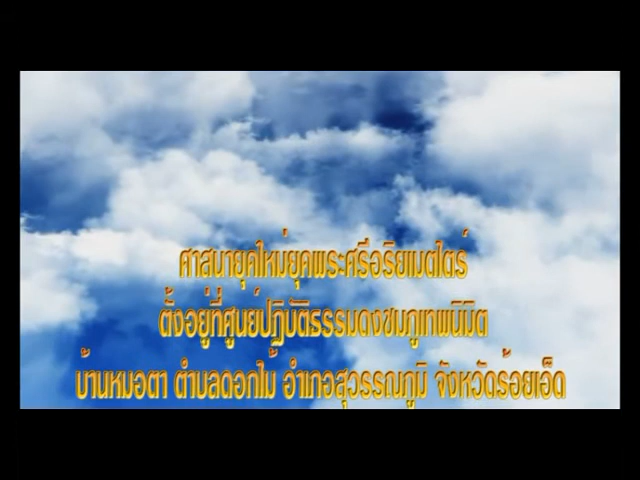 ศาสนายุคใหม่ยุคพระศรีอริยเมตไตร์
ตั้งอยู่ที่ศูนย์ปฏิบัติธรรมดงชมภูเทพนิมิต
บ้านหมอตา ตำบลดอกไม้ อำเภอสุวรรณภูมิ จังหวัดร้อยเอ็ด